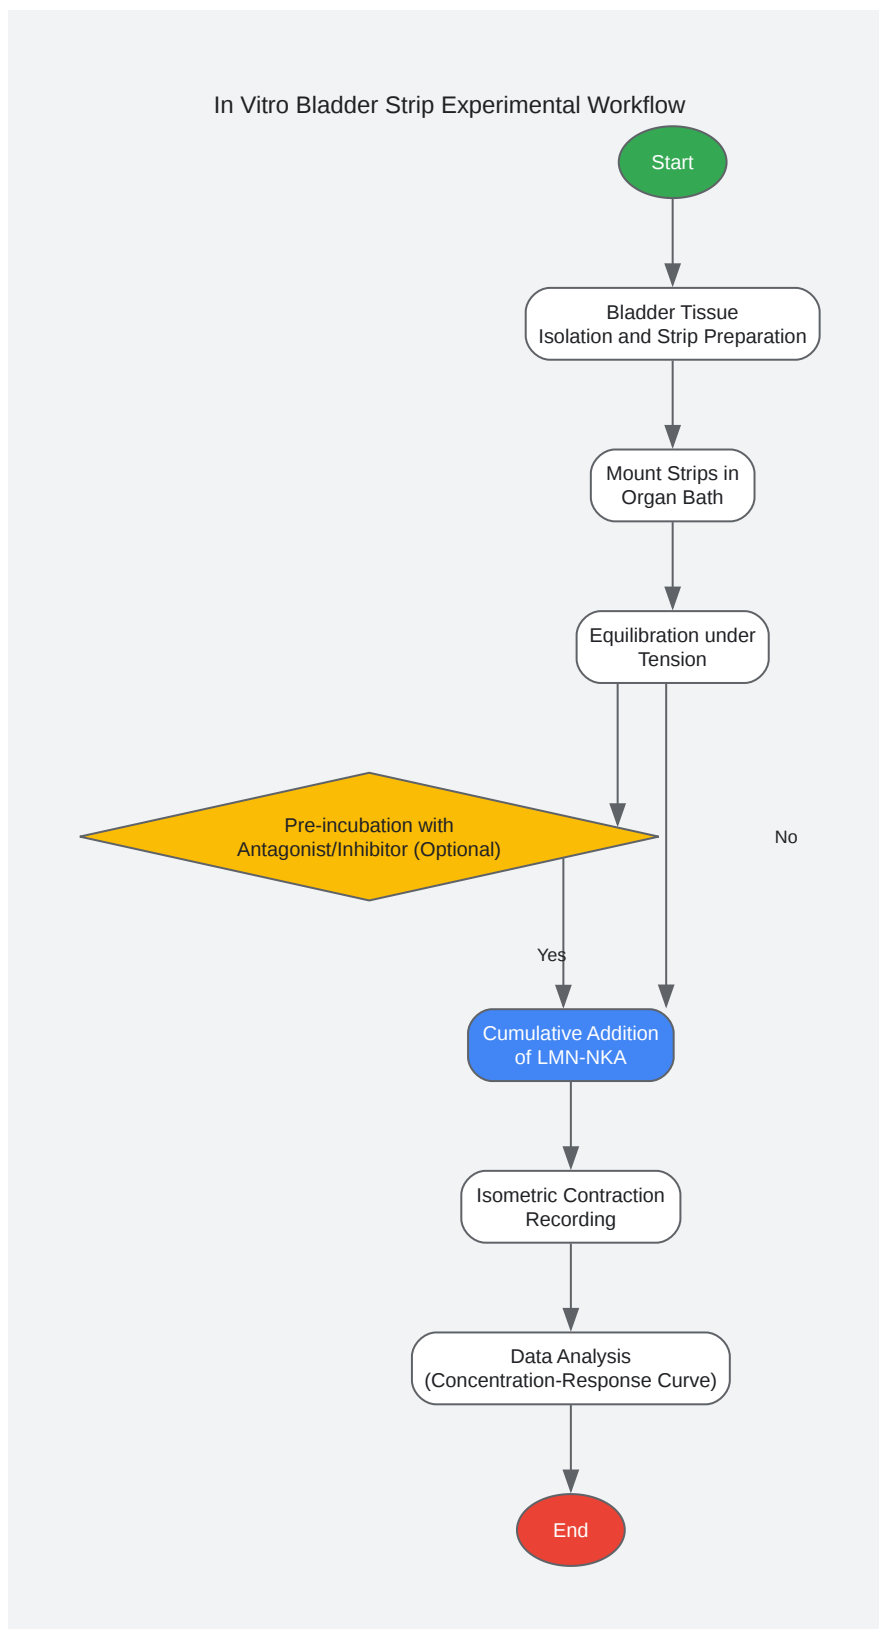 In Vitro Bladder Strip Experimental Workflow
Start
Bladder Tissue
Isolation and Strip Preparation
Mount Strips in
Organ Bath
Equilibration under
Tension
Pre-incubation with
Antagonist/Inhibitor (Optional)
No
Yes
Cumulative Addition
of LMN-NKA
Isometric Contraction
Recording
Data Analysis
(Concentration-Response Curve)
End